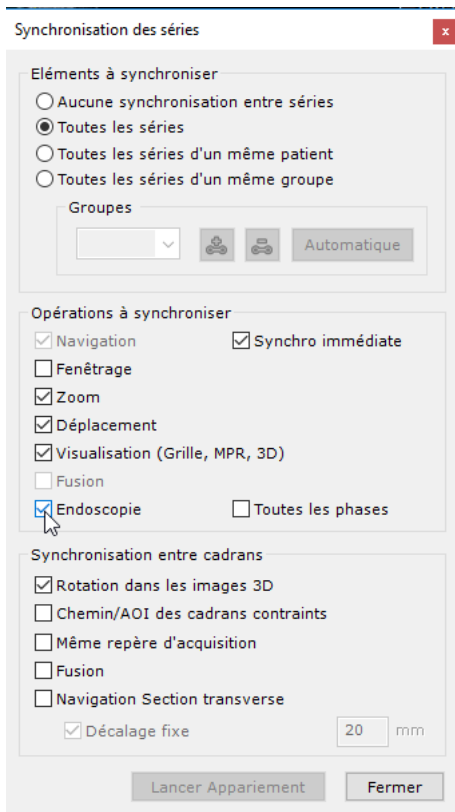 Synchronisation des séries
x
Eléments à synchroniser
Aucune synchronisation entre séries
Toutes les séries
Toutes les séries d'un même patient
Toutes les séries d'un même groupe
Groupes
Automatique
Opérations à synchroniser
Navigation Synchro immédiate
Fenêtrage
Zoom
Déplacement
Visualisation (Grille, MPR, 3D)
Fusion
Endoscopie Toutes les phases
Synchronisation entre cadrans
Rotation dans les images 3D
Chemin/AOI des cadrans contraints
Même repère d'acquisition
Fusion
Navigation Section transverse
Décalage fixe 20 mm
Lancer Appariement Fermer